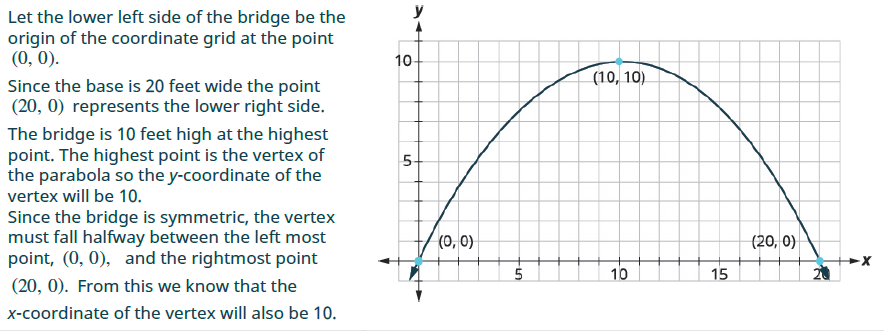 Let the lower left side of the bridge be the
origin of the coordinate grid at the point
(0, 0).
Since the base is 20 feet wide the point
(20, 0) represents the lower right side.
The bridge is 10 feet high at the highest
point. The highest point is the vertex of
the parabola so the y-coordinate of the
vertex will be 10.
Since the bridge is symmetric, the vertex
must fall halfway between the left most
point, (0, 0), and the rightmost point
(20, 0). From this we know that the
x-coordinate of the vertex will also be 10.
y
10
(10, 10)
5
(0, 0)
(20, 0)
x
5
10
15
20